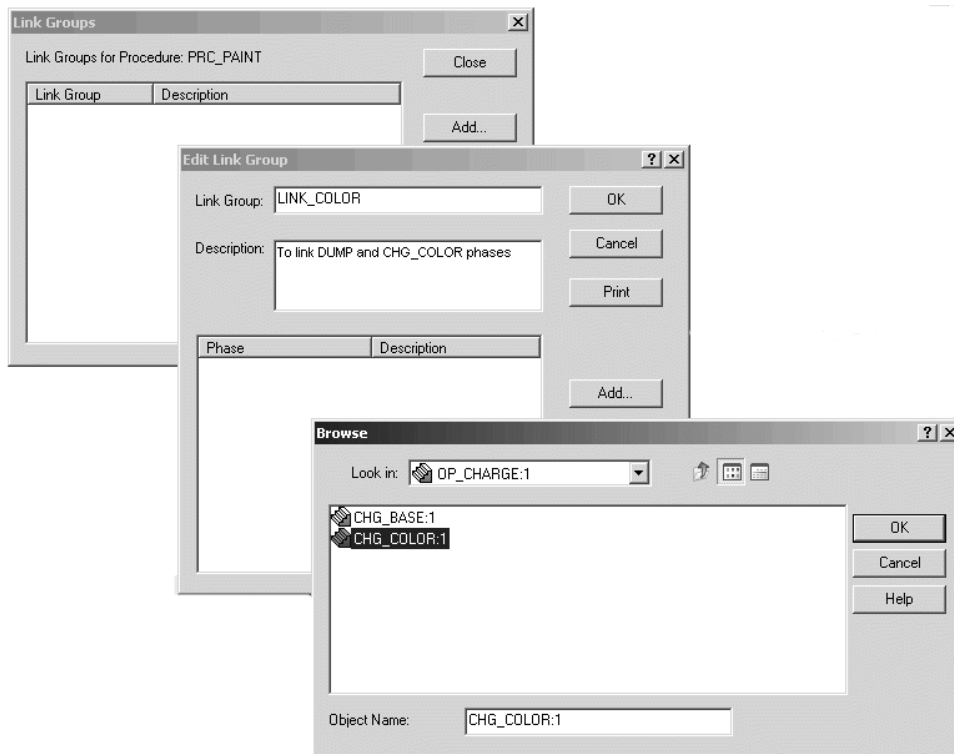 Link Groups
Link Groups for Procedure: PRC_PAINT
Close
Link Group Description
Add...
Edit Link Group
Link Group: LINK_COLOR
OK
Description: To link DUMP and CHG_COLOR phases
Cancel
Print
Phase Description
Add...
Browse
Look in: OP_CHARGE:1
CHG_BASE:1
CHG_COLOR:1
OK
Cancel
Help
Object Name: CHG_COLOR:1